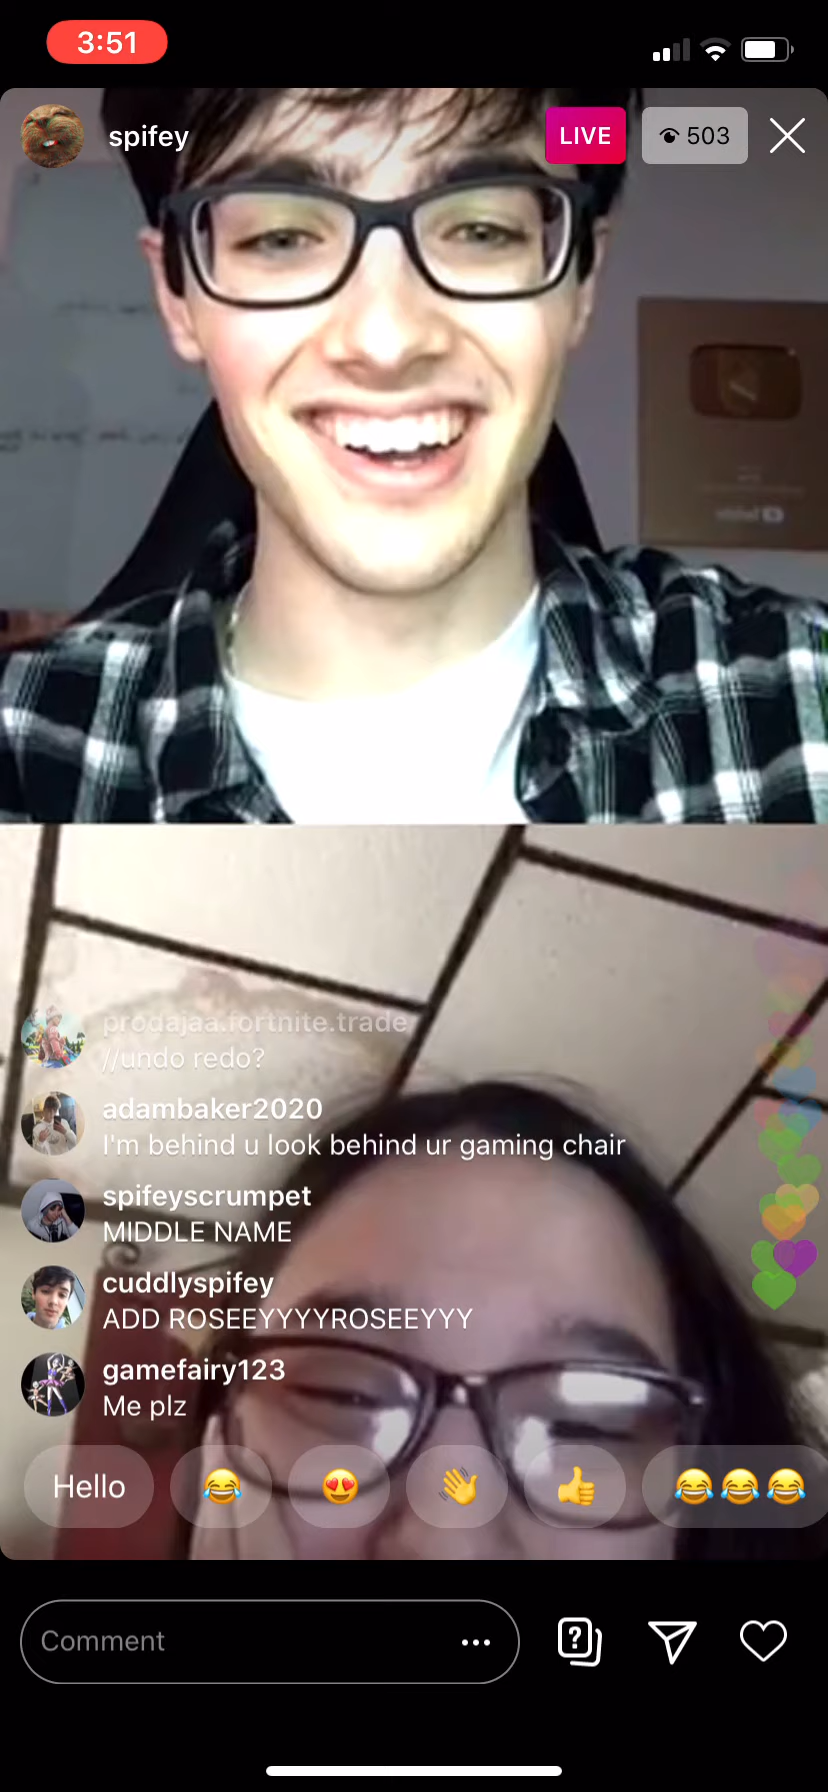 3:51
spifey
LIVE
503
prodajaa.fortnite.trade
//undo redo?
adambaker2020
I'm behind u look behind ur gaming chair
spifeyscrumpet
MIDDLE NAME
cuddlyspifey
ADD ROSEEYYYYROSEEYYY
gamefairy123
Me plz
Hello 😂 😍 👋 👍 😂😂😂
Comment